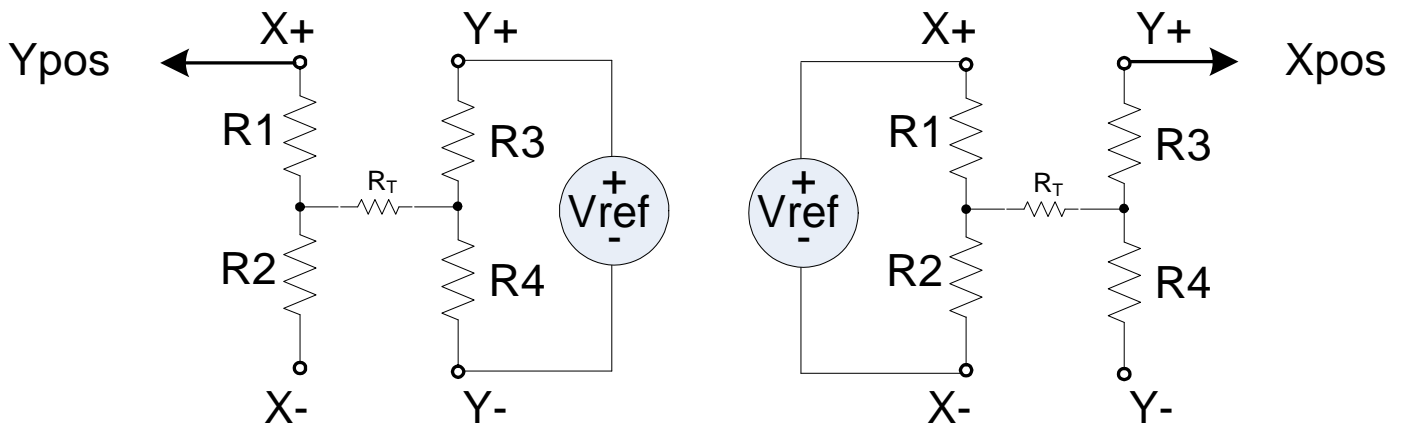 X+ Y+ X+ Y+
Ypos Xpos
R1 R3 R1 R3
RT RT
+ +
Vref Vref
- -
R2 R4 R2 R4
X- Y- X- Y-